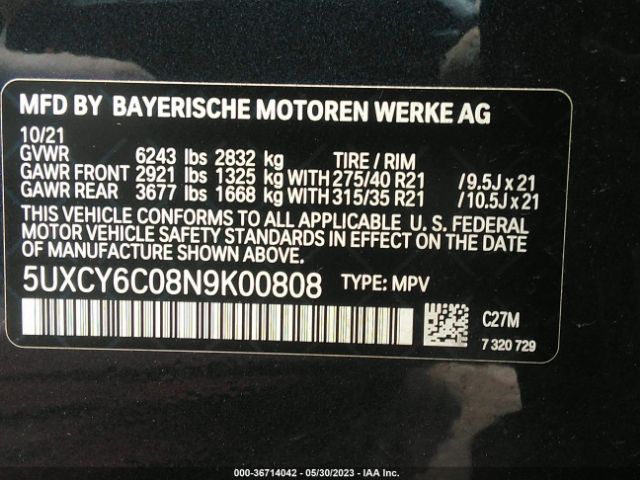 MFD BY BAYERISCHE MOTOREN WERKE AG
10/21
GVWR 6243 lbs 2832 kg TIRE / RIM
GAWR FRONT 2921 lbs 1325 kg WITH 275/40 R21 /9.5J x 21
GAWR REAR 3677 lbs 1668 kg WITH 315/35 R21 /10.5J x 21
THIS VEHICLE CONFORMS TO ALL APPLICABLE, U. S. FEDERAL
MOTOR VEHICLE SAFETY STANDARDS IN EFFECT ON THE DATE
OF MANUFACTURE SHOWN ABOVE.
5UXCY6C08N9K00808 TYPE: MPV
C27M
7 320 729
000-36714042 — 05/30/2023 — IAA Inc.